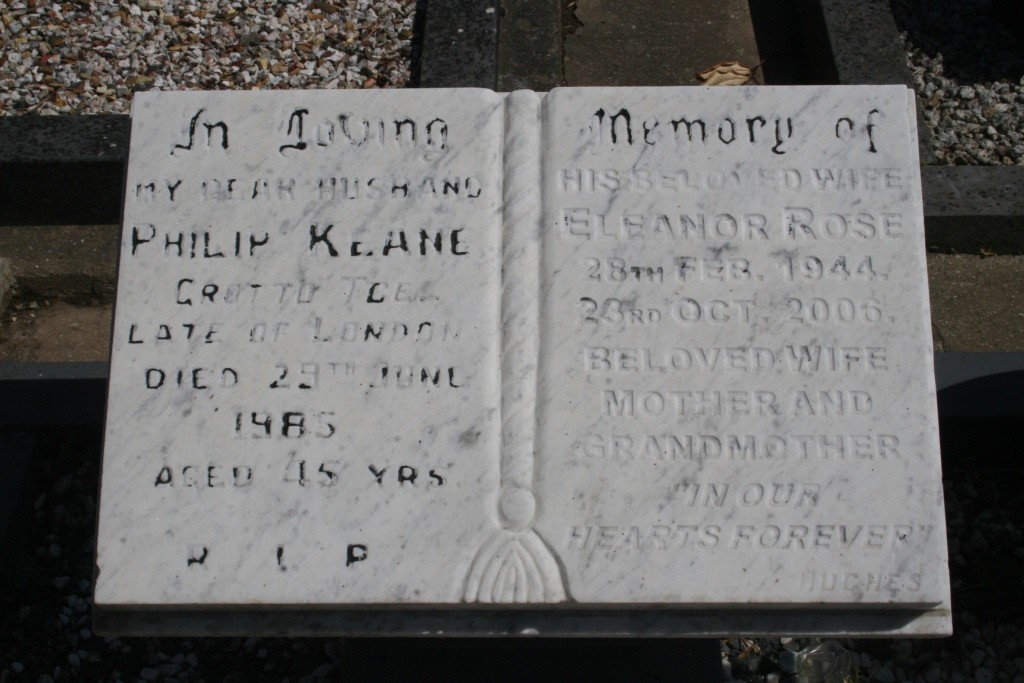 In Loving
MY DEAR HUSBAND
PHILIP KEANE
GROTTO
LATE OF LONDON
DIED 29TH JUNE
1985
AGED 45 YRS
R I P
Memory of
HIS BELOVED WIFE
ELEANOR ROSE
28TH FEB. 1944.
23RD OCT. 2006.
BELOVED WIFE
MOTHER AND
GRANDMOTHER
"IN OUR
HEARTS FOREVER"
HUGHES